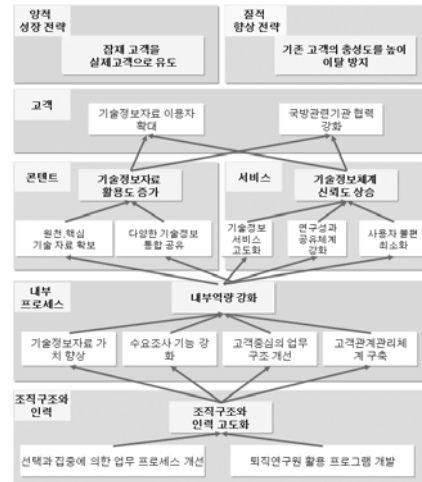 양적
성장 전략
잠재 고객을
실제고객으로 유도
질적
향상 전략
기존 고객의 충성도를 높여
이탈 방지
고객
기술정보자료 이용자
확대
국방관련기관 협력
강화
콘텐트
기술정보자료
활용도 증가
서비스
기술정보체계
신뢰도 상승
원천,핵심
기술 자료 확보
다양한 기술정보
통합 공유
기술정보
서비스
고도화
연구성과
공유체계
강화
사용자 불편
최소화
내부
프로세스
내부역량 강화
기술정보자료 가
치 향상
수요조사 기능 강
화
고객중심의 업무
구조 개선
고객관계관리체
계 구축
조직구조와
인력
조직구조와
인력 고도화
선택과 집중에 의한 업무 프로세스 개선
퇴직연구원 활용 프로그램 개발